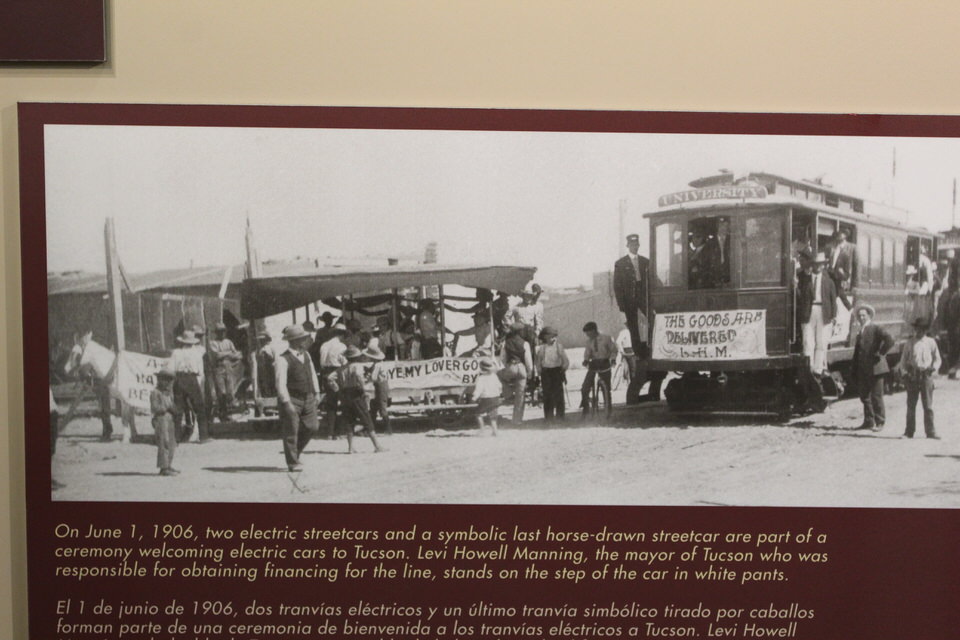 UNIVERSITY
THE GOODS ARE
DELIVERED
L.H.M.
YE, MY LOVER GO
BY
On June 1, 1906, two electric streetcars and a symbolic last horse-drawn streetcar are part of a
ceremony welcoming electric cars to Tucson. Levi Howell Manning, the mayor of Tucson who was
responsible for obtaining financing for the line, stands on the step of the car in white pants.
El 1 de junio de 1906, dos tranvías eléctricos y un último tranvía simbólico tirado por caballos
forman parte de una ceremonia de bienvenida a los tranvías eléctricos a Tucson. Levi Howell